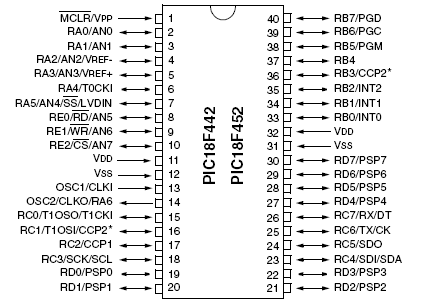 MCLR/VPP 1 40 RB7/PGD
RA0/AN0 2 39 RB6/PGC
RA1/AN1 3 38 RB5/PGM
RA2/AN2/VREF- 4 37 RB4
RA3/AN3/VREF+ 5 36 RB3/CCP2*
RA4/T0CKI 6 35 RB2/INT2
RA5/AN4/SS/LVDIN 7 34 RB1/INT1
RE0/RD/AN5 8 33 RB0/INT0
RE1/WR/AN6 9 32 VDD
RE2/CS/AN7 10 31 VSS
VDD 11 30 RD7/PSP7
VSS 12 29 RD6/PSP6
OSC1/CLKI 13 28 RD5/PSP5
OSC2/CLKO/RA6 14 27 RD4/PSP4
RC0/T1OSO/T1CKI 15 26 RC7/RX/DT
RC1/T1OSI/CCP2* 16 25 RC6/TX/CK
RC2/CCP1 17 24 RC5/SDO
RC3/SCK/SCL 18 23 RC4/SDI/SDA
RD0/PSP0 19 22 RD3/PSP3
RD1/PSP1 20 21 RD2/PSP2
PIC18F442
PIC18F452